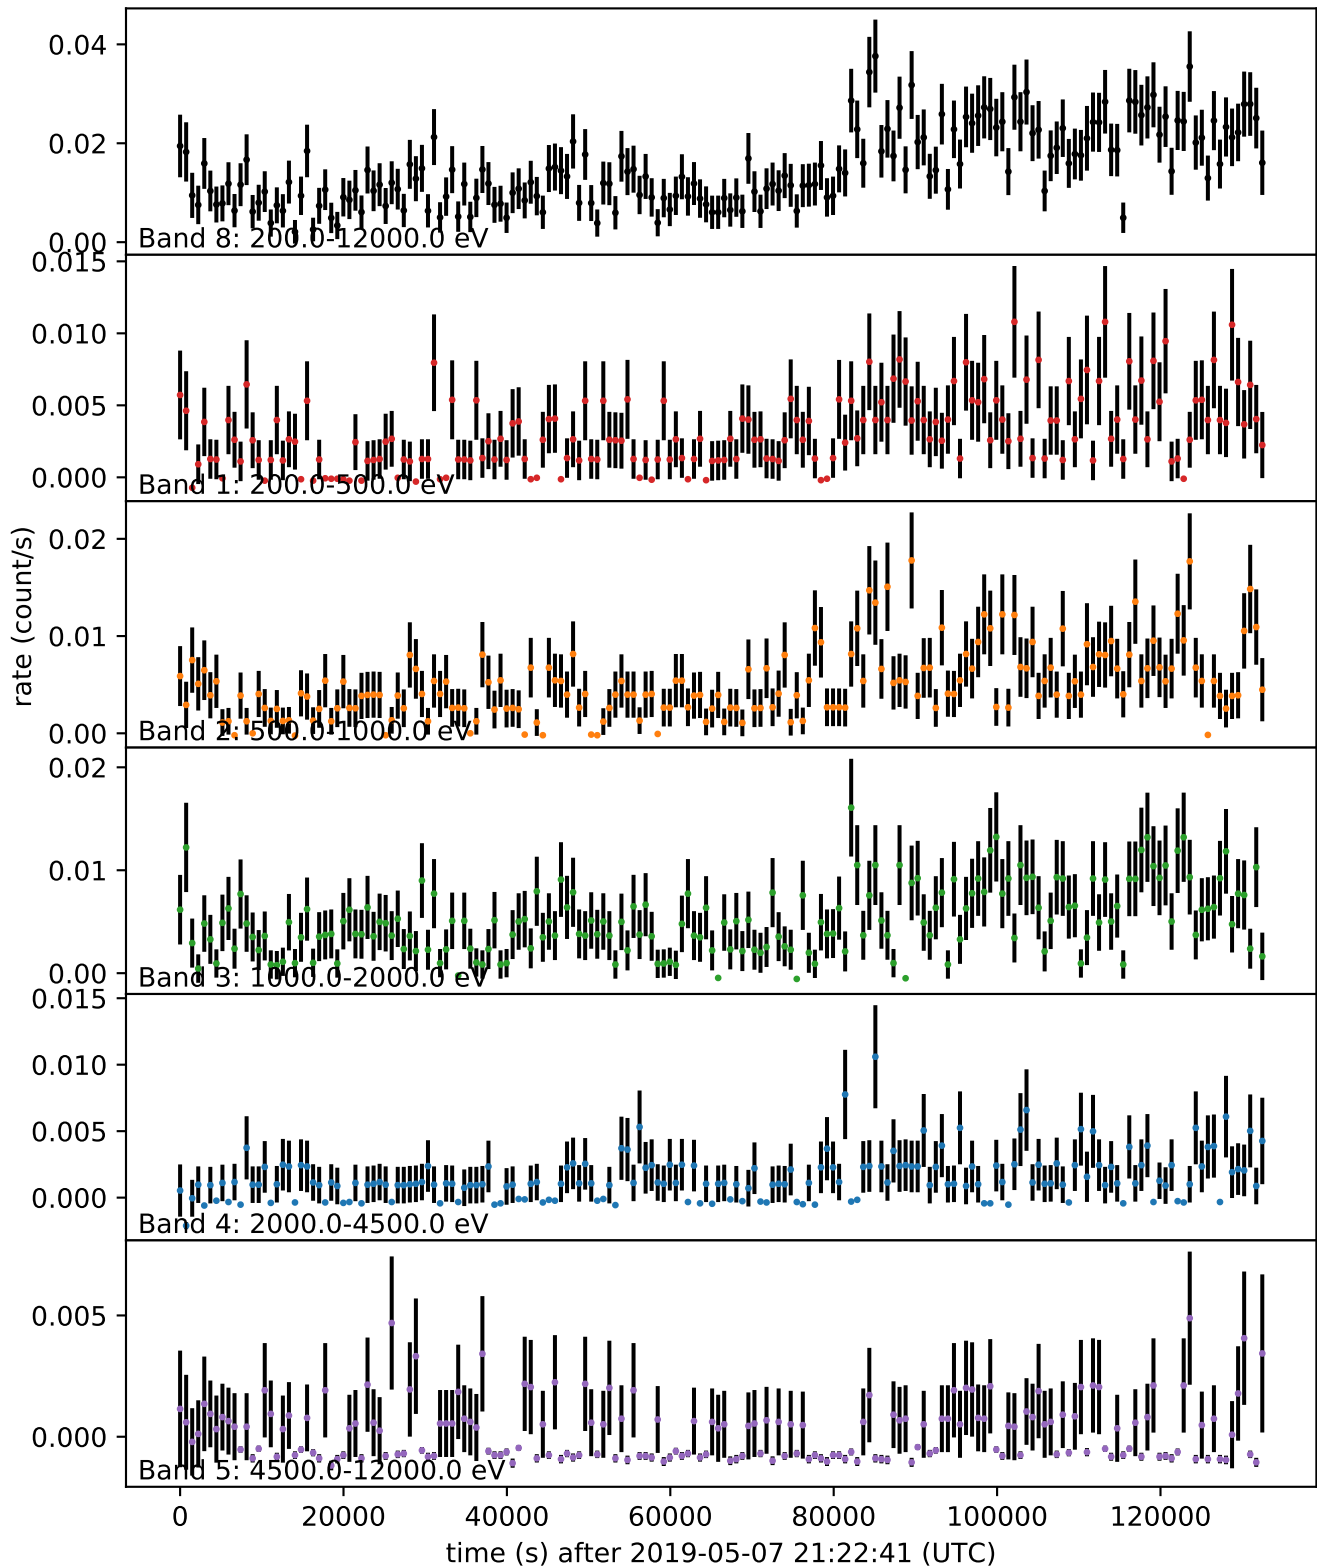 0.04
0.02
0.00
Band 8: 200.0-12000.0 eV
0.015
0.010
0.005
0.000
Band 1: 200.0-500.0 eV
0.02
0.01
0.00
Band 2: 500.0-1000.0 eV
rate (count/s)
0.02
0.01
0.00
Band 3: 1000.0-2000.0 eV
0.015
0.010
0.005
0.000
Band 4: 2000.0-4500.0 eV
0.005
0.000
Band 5: 4500.0-12000.0 eV
0 20000 40000 60000 80000 100000 120000
time (s) after 2019-05-07 21:22:41 (UTC)